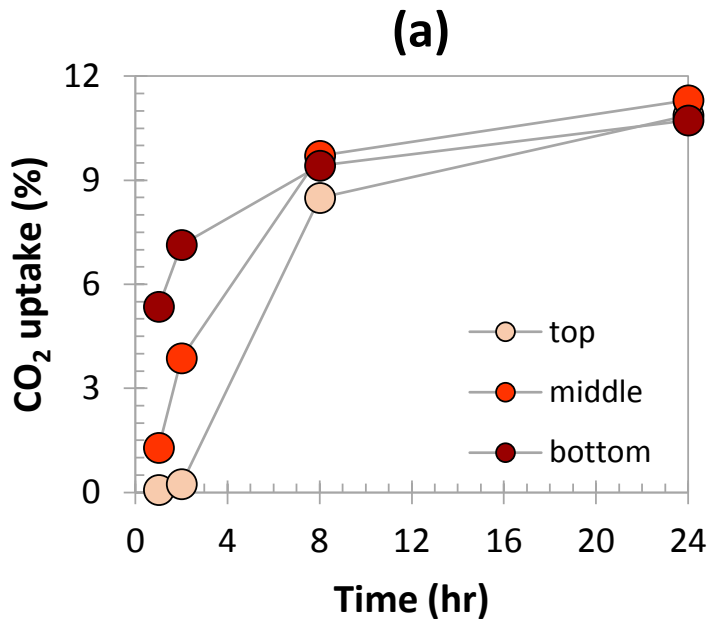 (a)
12
9
6
3
0
CO₂ uptake (%)
top
middle
bottom
0 4 8 12 16 20 24
Time (hr)